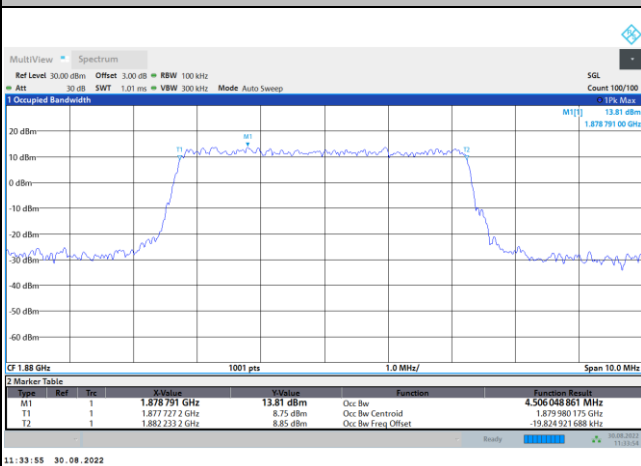 MultiView Spectrum
Ref Level 30.00 dBm Offset 3.00 dB RBW 100 kHz SGL
Att 30 dB SWT 1.01 ms VBW 300 kHz Mode Auto Sweep Count 100/100
1 Occupied Bandwidth 1Pk Max
M1[1] 13.81 dBm
1.878 791 00 GHz
20 dBm
M1
T1 T2
10 dBm
0 dBm
-10 dBm
-20 dBm
-30 dBm
-40 dBm
-50 dBm
-60 dBm
CF 1.88 GHz 1001 pts 1.0 MHz/ Span 10.0 MHz
2 Marker Table
Type Ref Trc X-Value Y-Value Function Function Result
M1 1 1.878 791 GHz 13.81 dBm Occ Bw 4.506 048 861 MHz
T1 1 1.877 727 2 GHz 8.75 dBm Occ Bw Centroid 1.879 980 175 GHz
T2 1 1.882 233 2 GHz 8.85 dBm Occ Bw Freq Offset -19.824 921 688 kHz
Ready 30.08.2022
11:33:54
11:33:55 30.08.2022